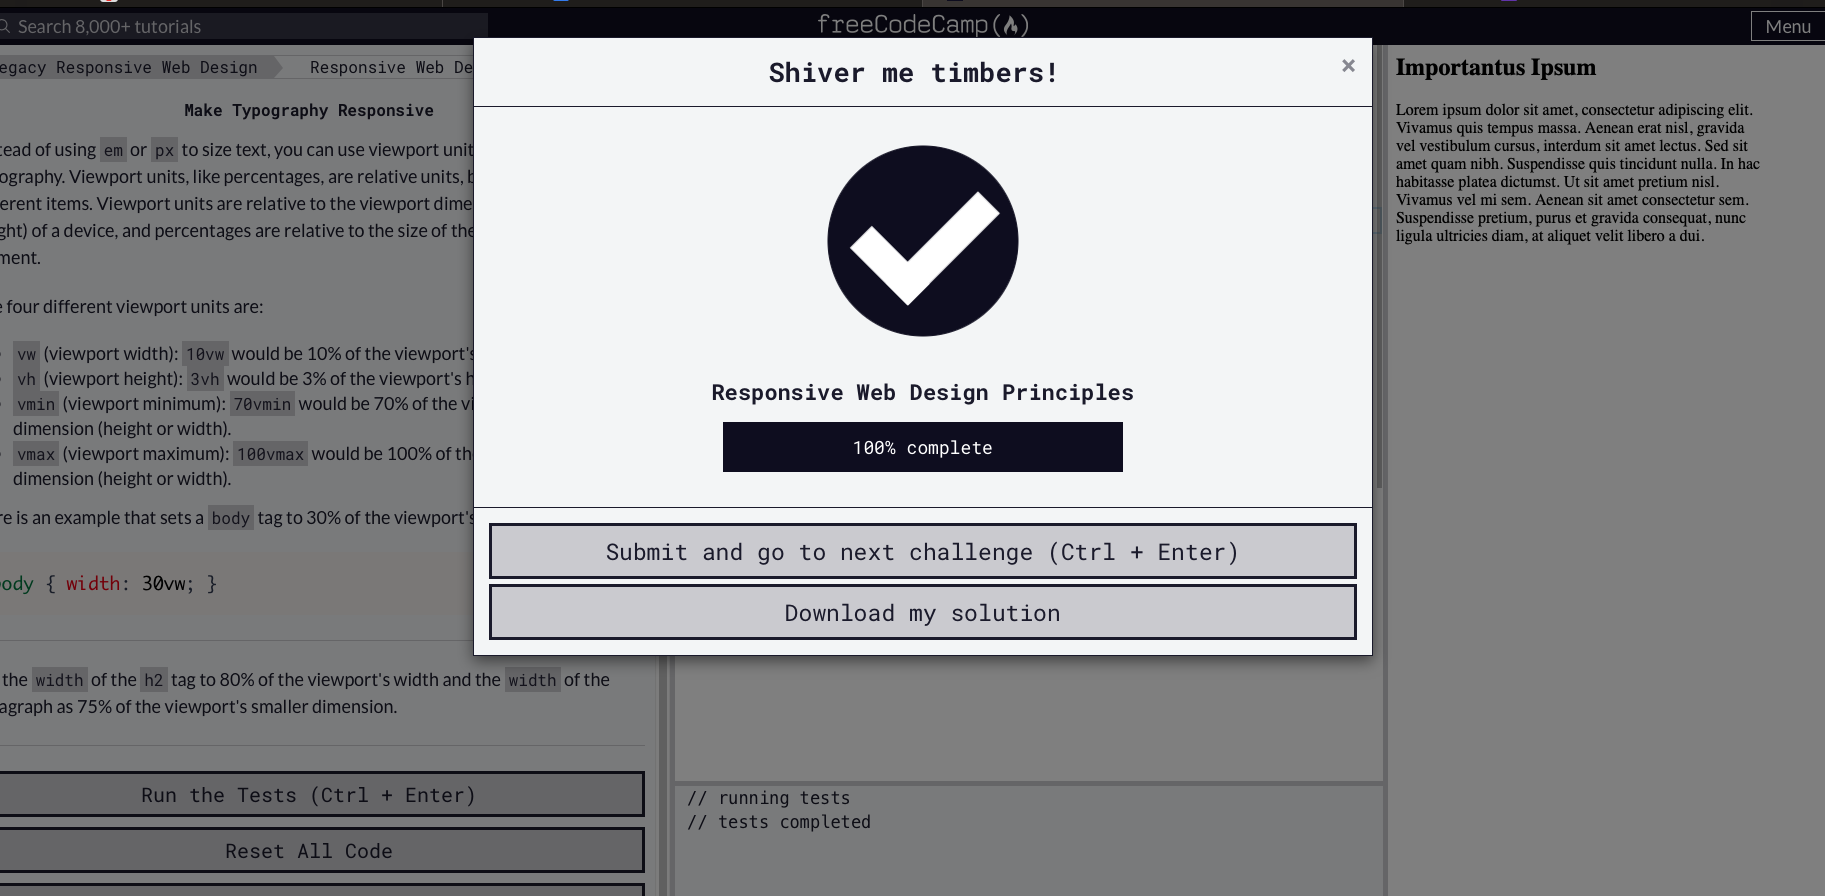 Search 8,000+ tutorials
freeCodeCamp
Menu
egacy Responsive Web Design
Responsive Web De
Make Typography Responsive
tead of using em or px to size text, you can use viewport unit
ography. Viewport units, like percentages, are relative units, b
erent items. Viewport units are relative to the viewport dime
ght) of a device, and percentages are relative to the size of the
ment.
e four different viewport units are:
vw (viewport width): 10vw would be 10% of the viewport's
vh (viewport height): 3vh would be 3% of the viewport's h
vmin (viewport minimum): 70vmin would be 70% of the vi
dimension (height or width).
vmax (viewport maximum): 100vmax would be 100% of the
dimension (height or width).
re is an example that sets a body tag to 30% of the viewport's
ody { width: 30vw; }
the width of the h2 tag to 80% of the viewport's width and the width of the
agraph as 75% of the viewport's smaller dimension.
Run the Tests (Ctrl + Enter)
Reset All Code
Shiver me timbers!
×
Responsive Web Design Principles
100% complete
Submit and go to next challenge (Ctrl + Enter)
Download my solution
// running tests
// tests completed
Importantus Ipsum
Lorem ipsum dolor sit amet, consectetur adipiscing elit.
Vivamus quis tempus massa. Aenean erat nisl, gravida
vel vestibulum cursus, interdum sit amet lectus. Sed sit
amet quam nibh. Suspendisse quis tincidunt nulla. In hac
habitasse platea dictumst. Ut sit amet pretium nisl.
Vivamus vel mi sem. Aenean sit amet consectetur sem.
Suspendisse pretium, purus et gravida consequat, nunc
ligula ultricies diam, at aliquet velit libero a dui.